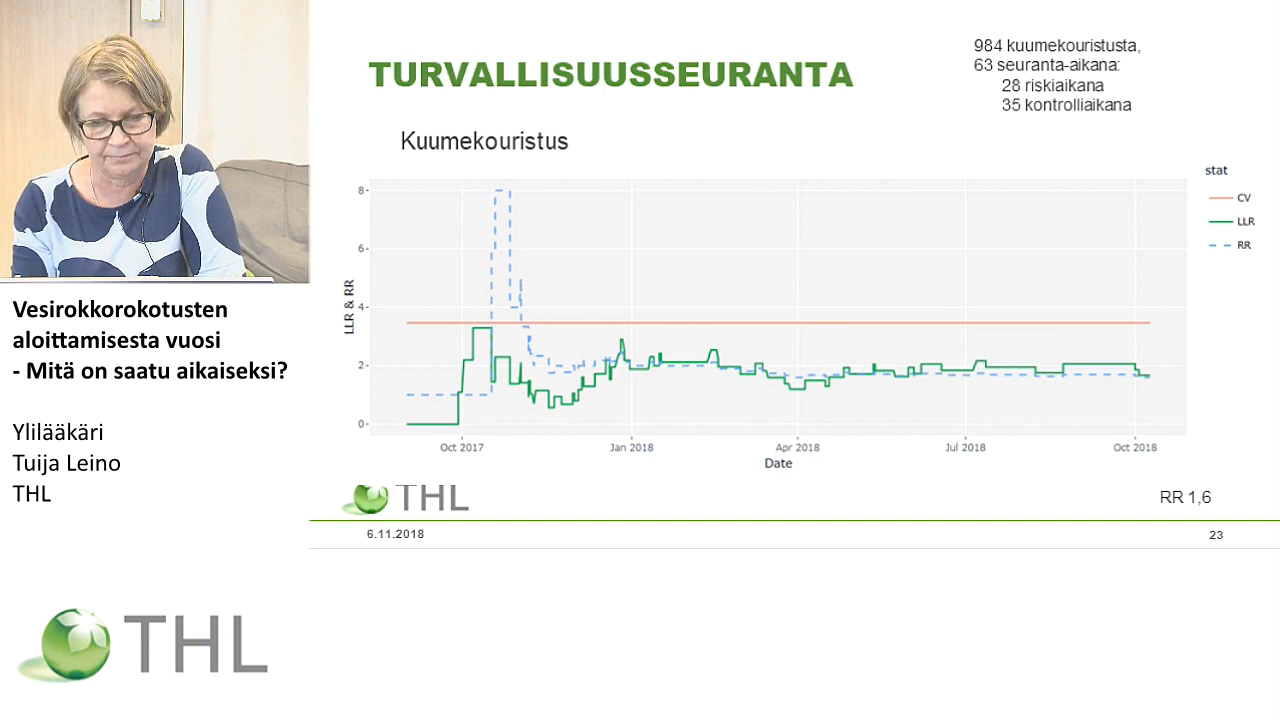 984 kuumekouristusta,
63 seuranta-aikana:
28 riskiaikana
35 kontrolliaikana
TURVALLISUUSSEURANTA
Kuumekouristus
stat
CV
LLR
RR
8
6
4
2
0
LLR & RR
Oct 2017
Jan 2018
Apr 2018
Jul 2018
Oct 2018
Date
THL
RR 1,6
6.11.2018
23
Vesirokkorokotusten
aloittamisesta vuosi
- Mitä on saatu aikaiseksi?
Ylilääkäri
Tuija Leino
THL
THL